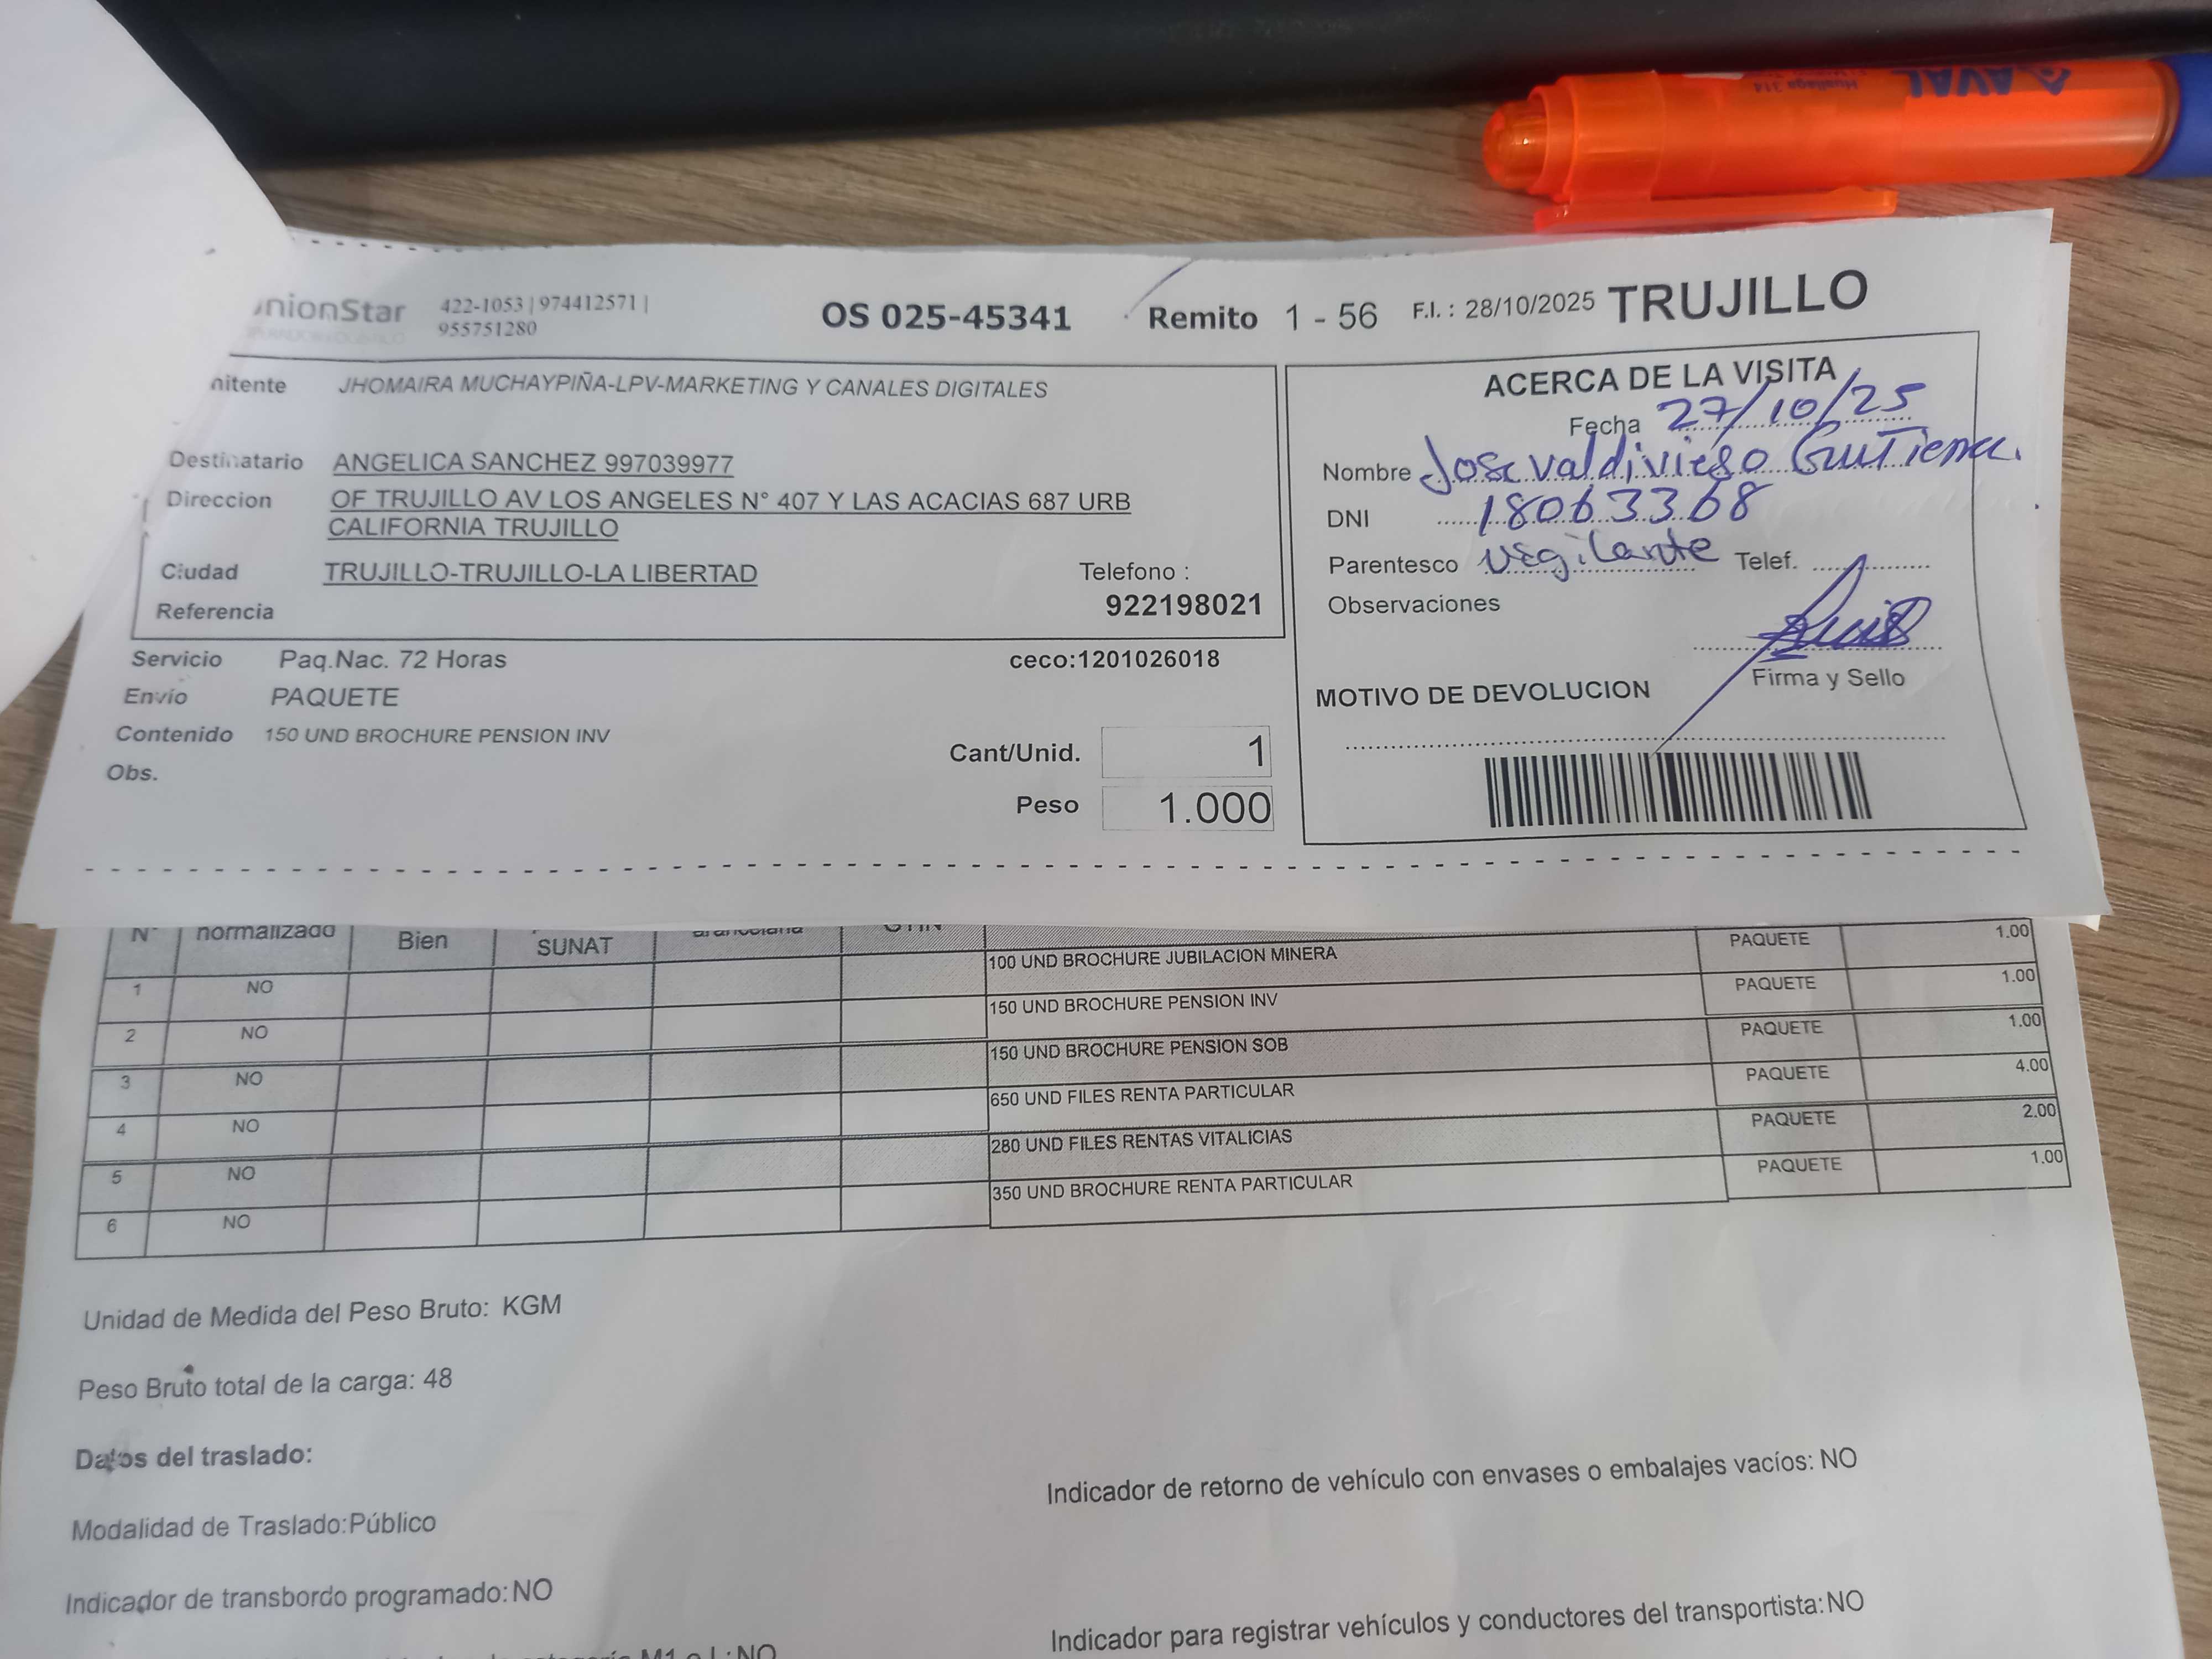 nionStar
422-1053 | 974412571 |
955751280
OS 025-45341
Remito 1 - 56
F.I. : 28/10/2025
TRUJILLO
nitente JHOMAIRA MUCHAYPIÑA-LPV-MARKETING Y CANALES DIGITALES
Destinatario ANGELICA SANCHEZ 997039977
Direccion OF TRUJILLO AV LOS ANGELES N° 407 Y LAS ACACIAS 687 URB
CALIFORNIA TRUJILLO
Ciudad TRUJILLO-TRUJILLO-LA LIBERTAD
Telefono :
Referencia
922198021
Servicio Paq.Nac. 72 Horas
ceco:1201026018
Envío PAQUETE
Contenido 150 UND BROCHURE PENSION INV
Obs.
Cant/Unid. 1
Peso 1.000
ACERCA DE LA VISITA
Fecha 27/10/25
Nombre Jose Valdivieso
DNI 18063368
Parentesco vigilante Telef.
Observaciones
Firma y Sello
MOTIVO DE DEVOLUCION
N° normalizado Bien SUNAT
1 NO 100 UND BROCHURE JUBILACION MINERA PAQUETE 1.00
2 NO 150 UND BROCHURE PENSION INV PAQUETE 1.00
3 NO 150 UND BROCHURE PENSION SOB PAQUETE 1.00
4 NO 650 UND FILES RENTA PARTICULAR PAQUETE 4.00
5 NO 280 UND FILES RENTAS VITALICIAS PAQUETE 2.00
6 NO 350 UND BROCHURE RENTA PARTICULAR PAQUETE 1.00
Unidad de Medida del Peso Bruto: KGM
Peso Bruto total de la carga: 48
Datos del traslado:
Indicador de retorno de vehículo con envases o embalajes vacíos: NO
Modalidad de Traslado:Público
Indicador de transbordo programado:NO
Indicador para registrar vehículos y conductores del transportista:NO
M1 o L:NO
AVAL
Huallaga 314